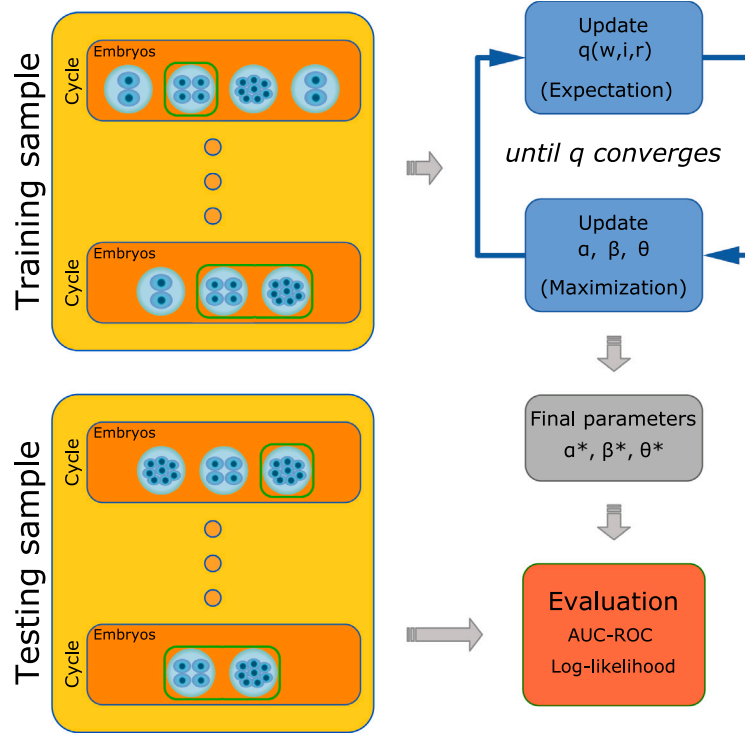 Training sample
Cycle
Embryos
Cycle
Embryos
Update
q(w,i,r)
(Expectation)
until q converges
Update
α, β, θ
(Maximization)
Final parameters
α*, β*, θ*
Testing sample
Cycle
Embryos
Cycle
Embryos
Evaluation
AUC-ROC
Log-likelihood